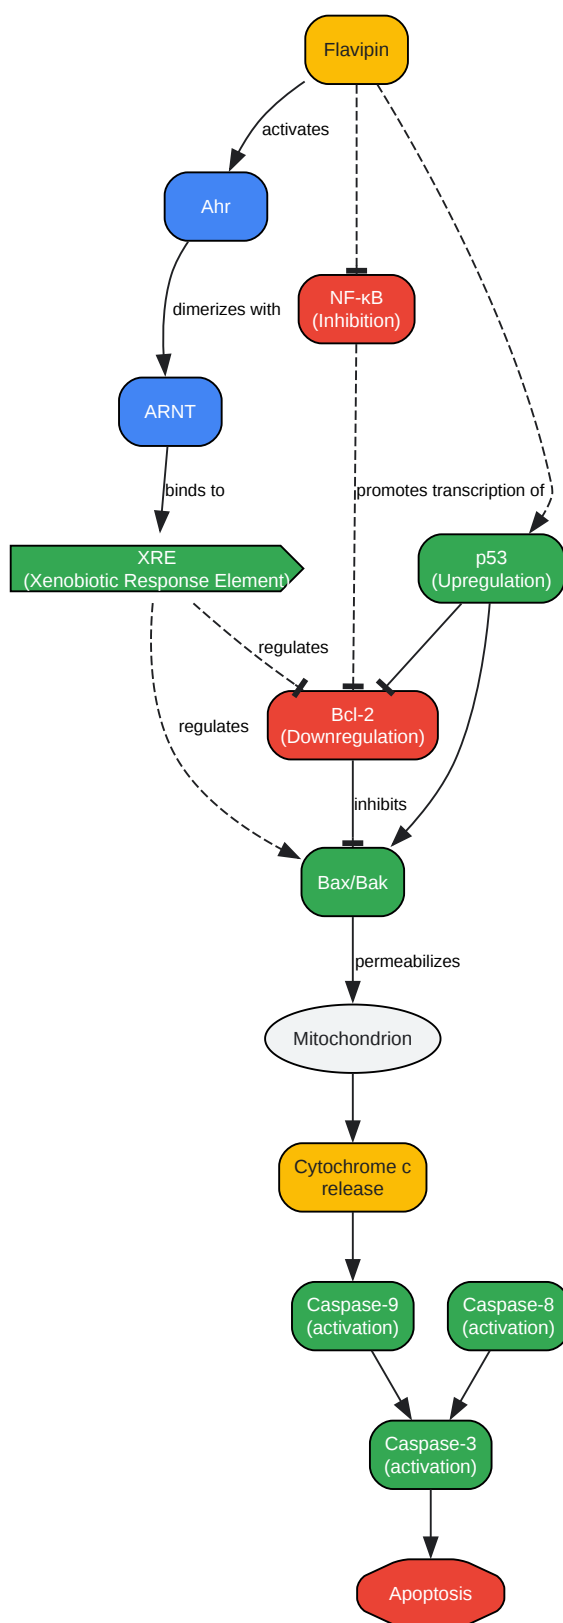 Flavipin
activates
Ahr
NF-κB
(Inhibition)
dimerizes with
ARNT
binds to
promotes transcription of
XRE
(Xenobiotic Response Element)
p53
(Upregulation)
regulates
regulates
Bcl-2
(Downregulation)
inhibits
Bax/Bak
permeabilizes
Mitochondrion
Cytochrome c
release
Caspase-9
(activation)
Caspase-8
(activation)
Caspase-3
(activation)
Apoptosis